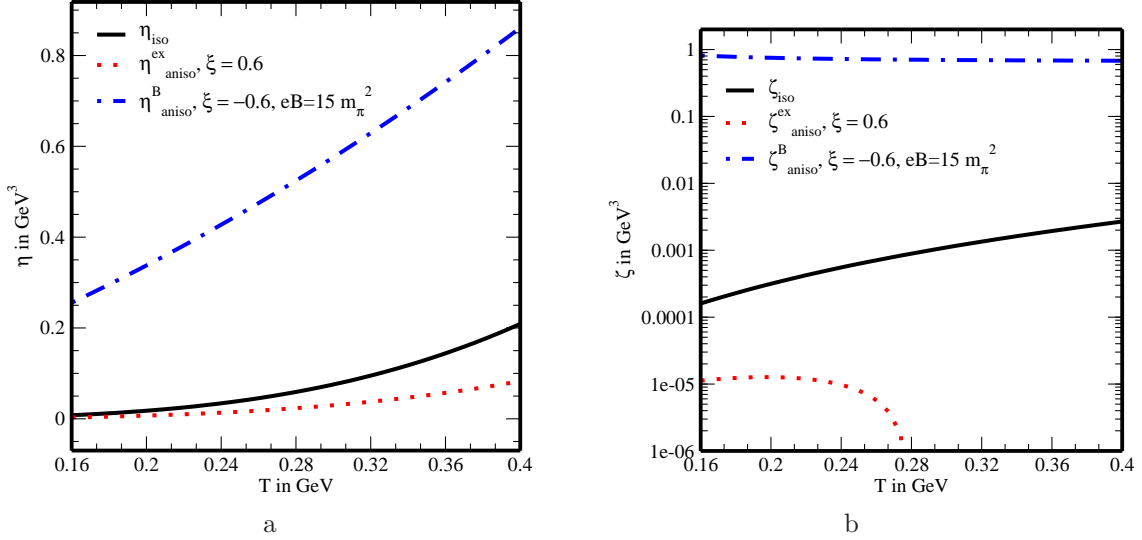 η_iso
η^ex_aniso, ξ = 0.6
η^B_aniso, ξ = −0.6, eB=15 m_π^2
0.8
0.6
0.4
0.2
0
η in GeV^3
0.16 0.2 0.24 0.28 0.32 0.36 0.4
T in GeV
a
1
0.1
0.01
0.001
0.0001
1e-05
1e-06
ζ in GeV^3
ζ_iso
ζ^ex_aniso, ξ = 0.6
ζ^B_aniso, ξ = −0.6, eB=15 m_π^2
0.16 0.2 0.24 0.28 0.32 0.36 0.4
T in GeV
b